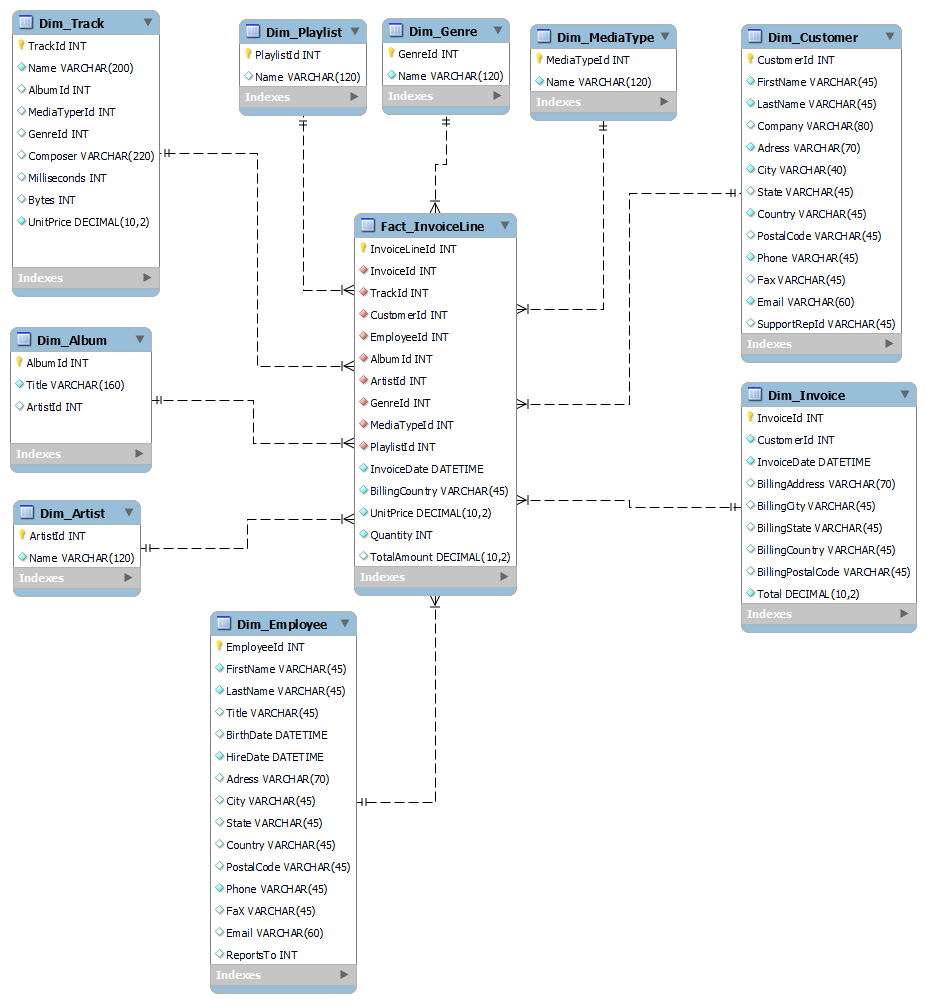 Dim_Track
TrackId INT
Name VARCHAR(200)
AlbumId INT
MediaTyperId INT
GenreId INT
Composer VARCHAR(220)
Milliseconds INT
Bytes INT
UnitPrice DECIMAL(10,2)
Indexes
Dim_Playlist
PlaylistId INT
Name VARCHAR(120)
Indexes
Dim_Genre
GenreId INT
Name VARCHAR(120)
Indexes
Dim_MediaType
MediaTypeId INT
Name VARCHAR(120)
Indexes
Dim_Customer
CustomerId INT
FirstName VARCHAR(45)
LastName VARCHAR(45)
Company VARCHAR(80)
Adress VARCHAR(70)
City VARCHAR(40)
State VARCHAR(45)
Country VARCHAR(45)
PostalCode VARCHAR(45)
Phone VARCHAR(45)
Fax VARCHAR(45)
Email VARCHAR(60)
SupportRepId VARCHAR(45)
Indexes
Fact_InvoiceLine
InvoiceLineId INT
InvoiceId INT
TrackId INT
CustomerId INT
EmployeeId INT
AlbumId INT
ArtistId INT
GenreId INT
MediaTypeId INT
PlaylistId INT
InvoiceDate DATETIME
BillingCountry VARCHAR(45)
UnitPrice DECIMAL(10,2)
Quantity INT
TotalAmount DECIMAL(10,2)
Indexes
Dim_Album
AlbumId INT
Title VARCHAR(160)
ArtistId INT
Indexes
Dim_Artist
ArtistId INT
Name VARCHAR(120)
Indexes
Dim_Invoice
InvoiceId INT
CustomerId INT
InvoiceDate DATETIME
BillingAddress VARCHAR(70)
BillingCity VARCHAR(45)
BillingState VARCHAR(45)
BillingCountry VARCHAR(45)
BillingPostalCode VARCHAR(45)
Total DECIMAL(10,2)
Indexes
Dim_Employee
EmployeeId INT
FirstName VARCHAR(45)
LastName VARCHAR(45)
Title VARCHAR(45)
BirthDate DATETIME
HireDate DATETIME
Adress VARCHAR(70)
City VARCHAR(45)
State VARCHAR(45)
Country VARCHAR(45)
PostalCode VARCHAR(45)
Phone VARCHAR(45)
FaX VARCHAR(45)
Email VARCHAR(60)
ReportsTo INT
Indexes